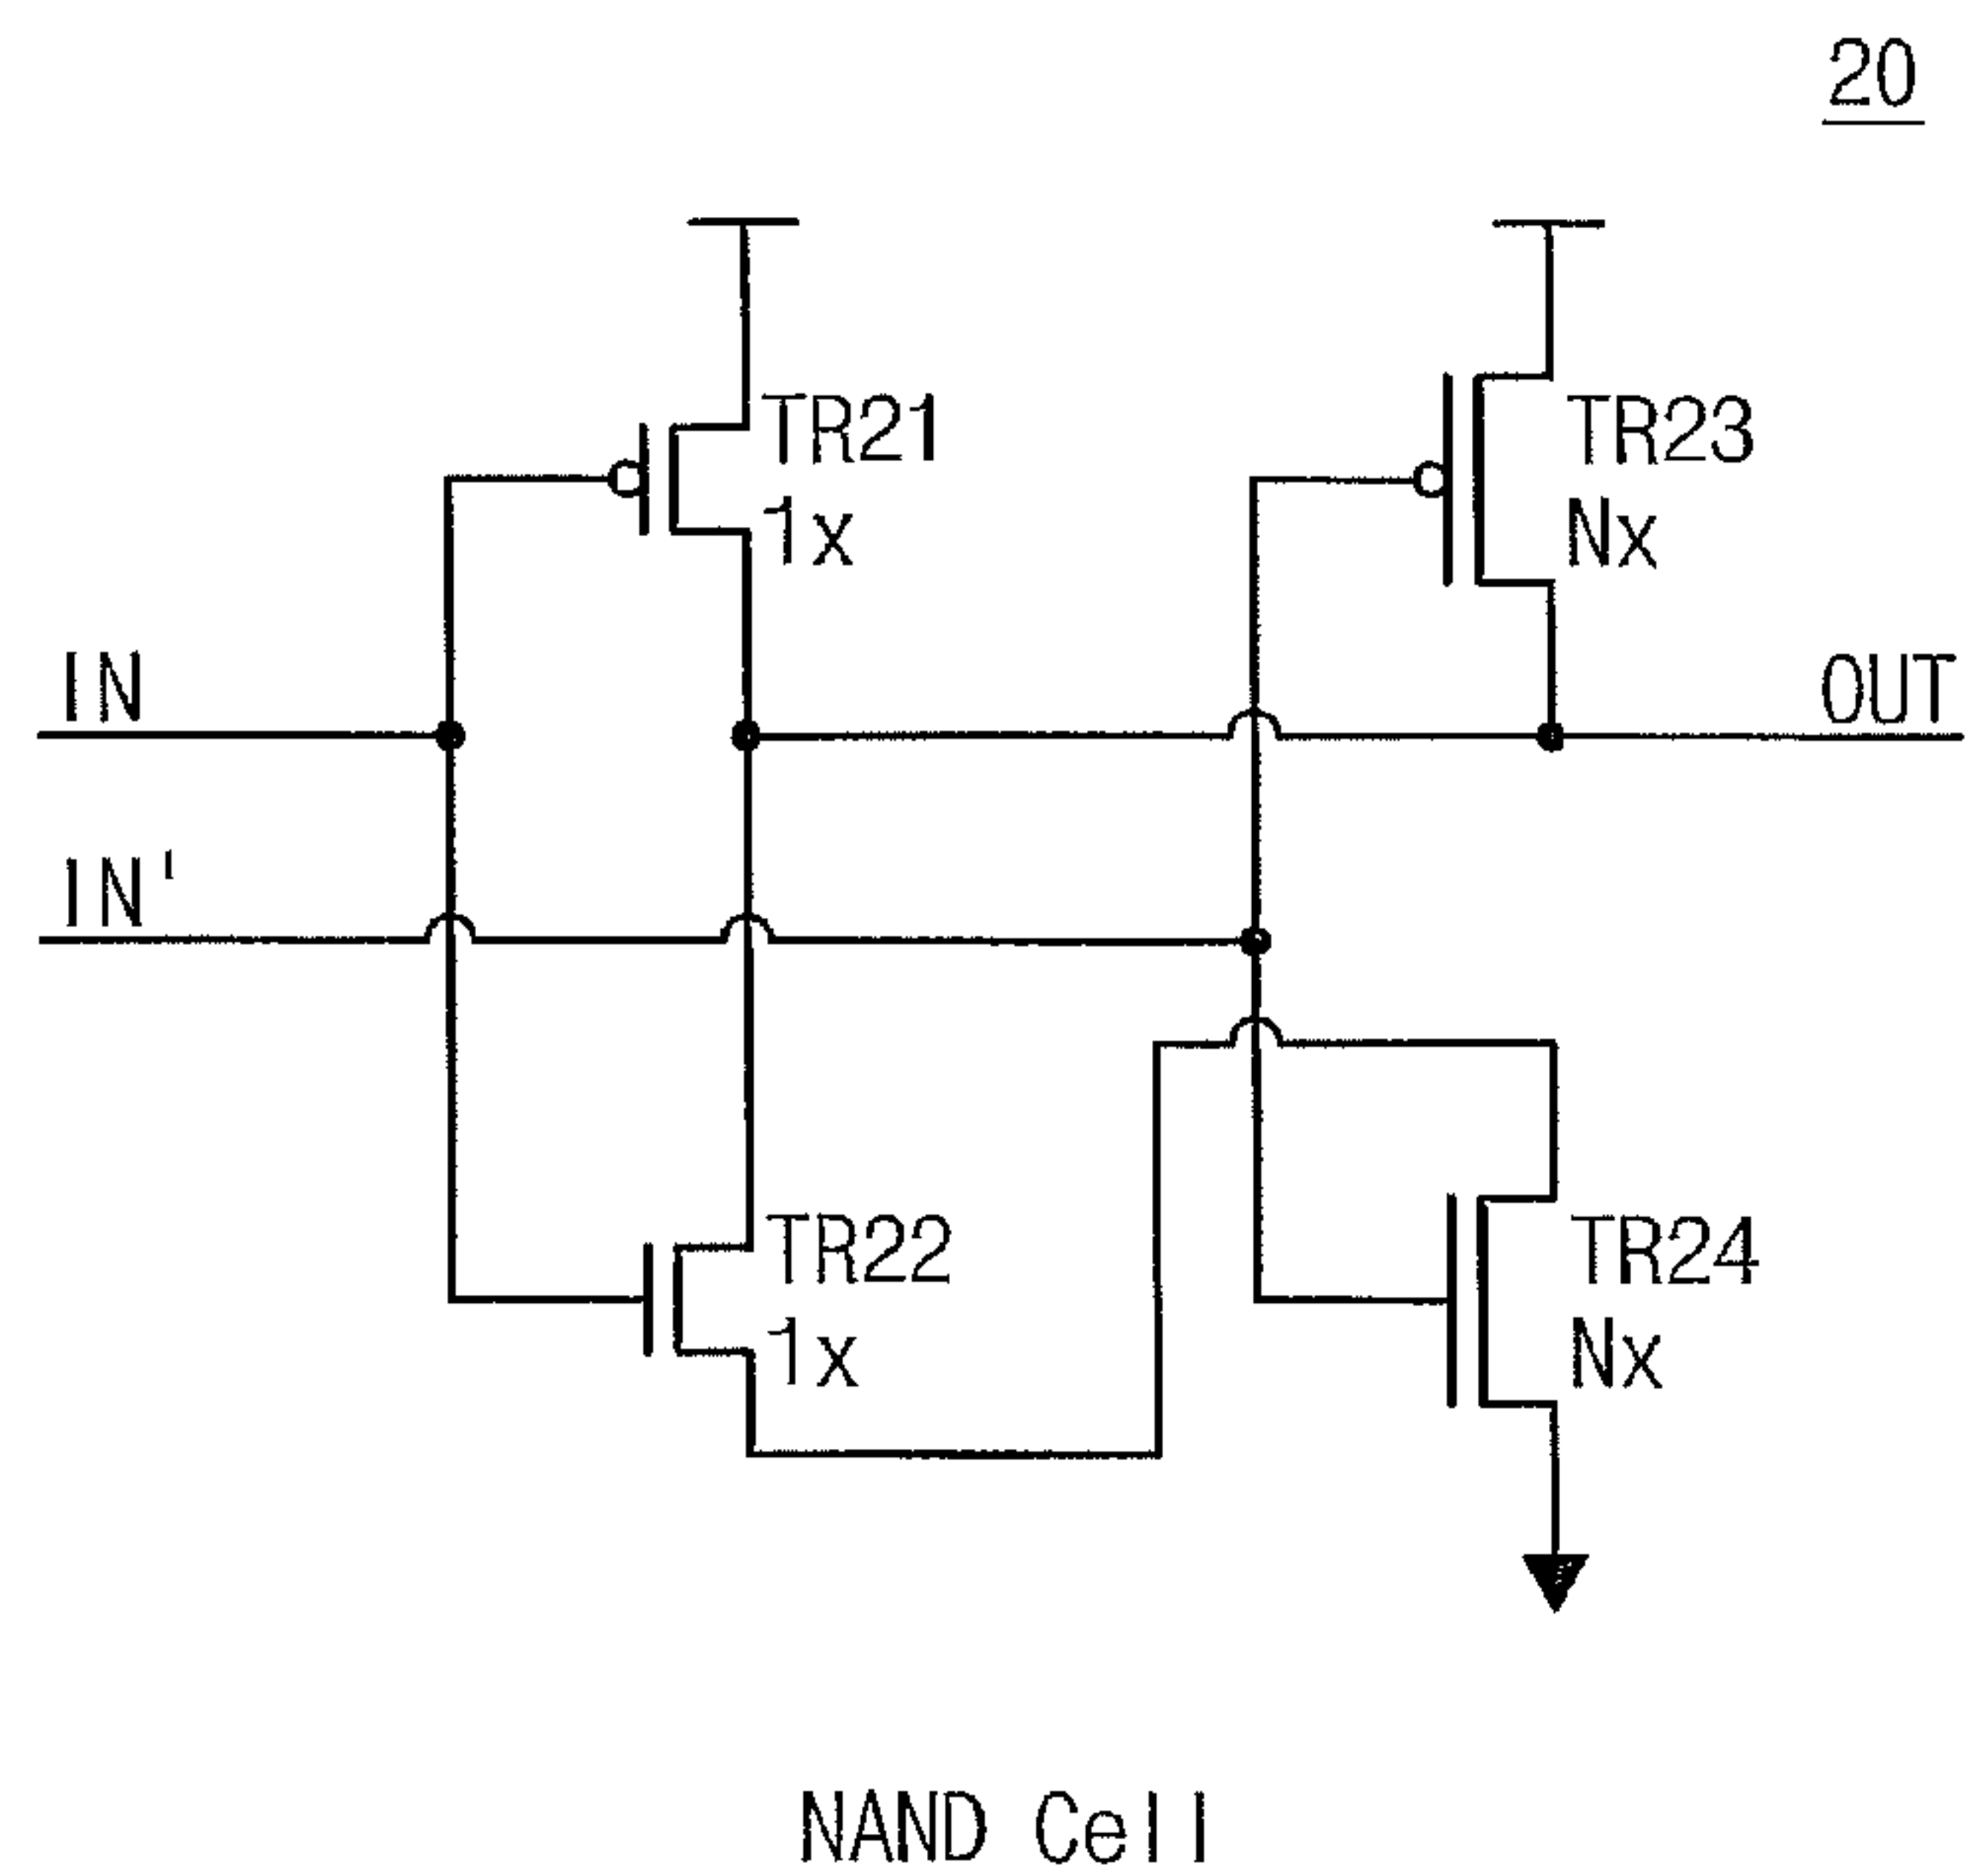 20
TR21
1x
TR23
Nx
IN
OUT
IN'
TR22
1x
TR24
Nx
NAND Cell